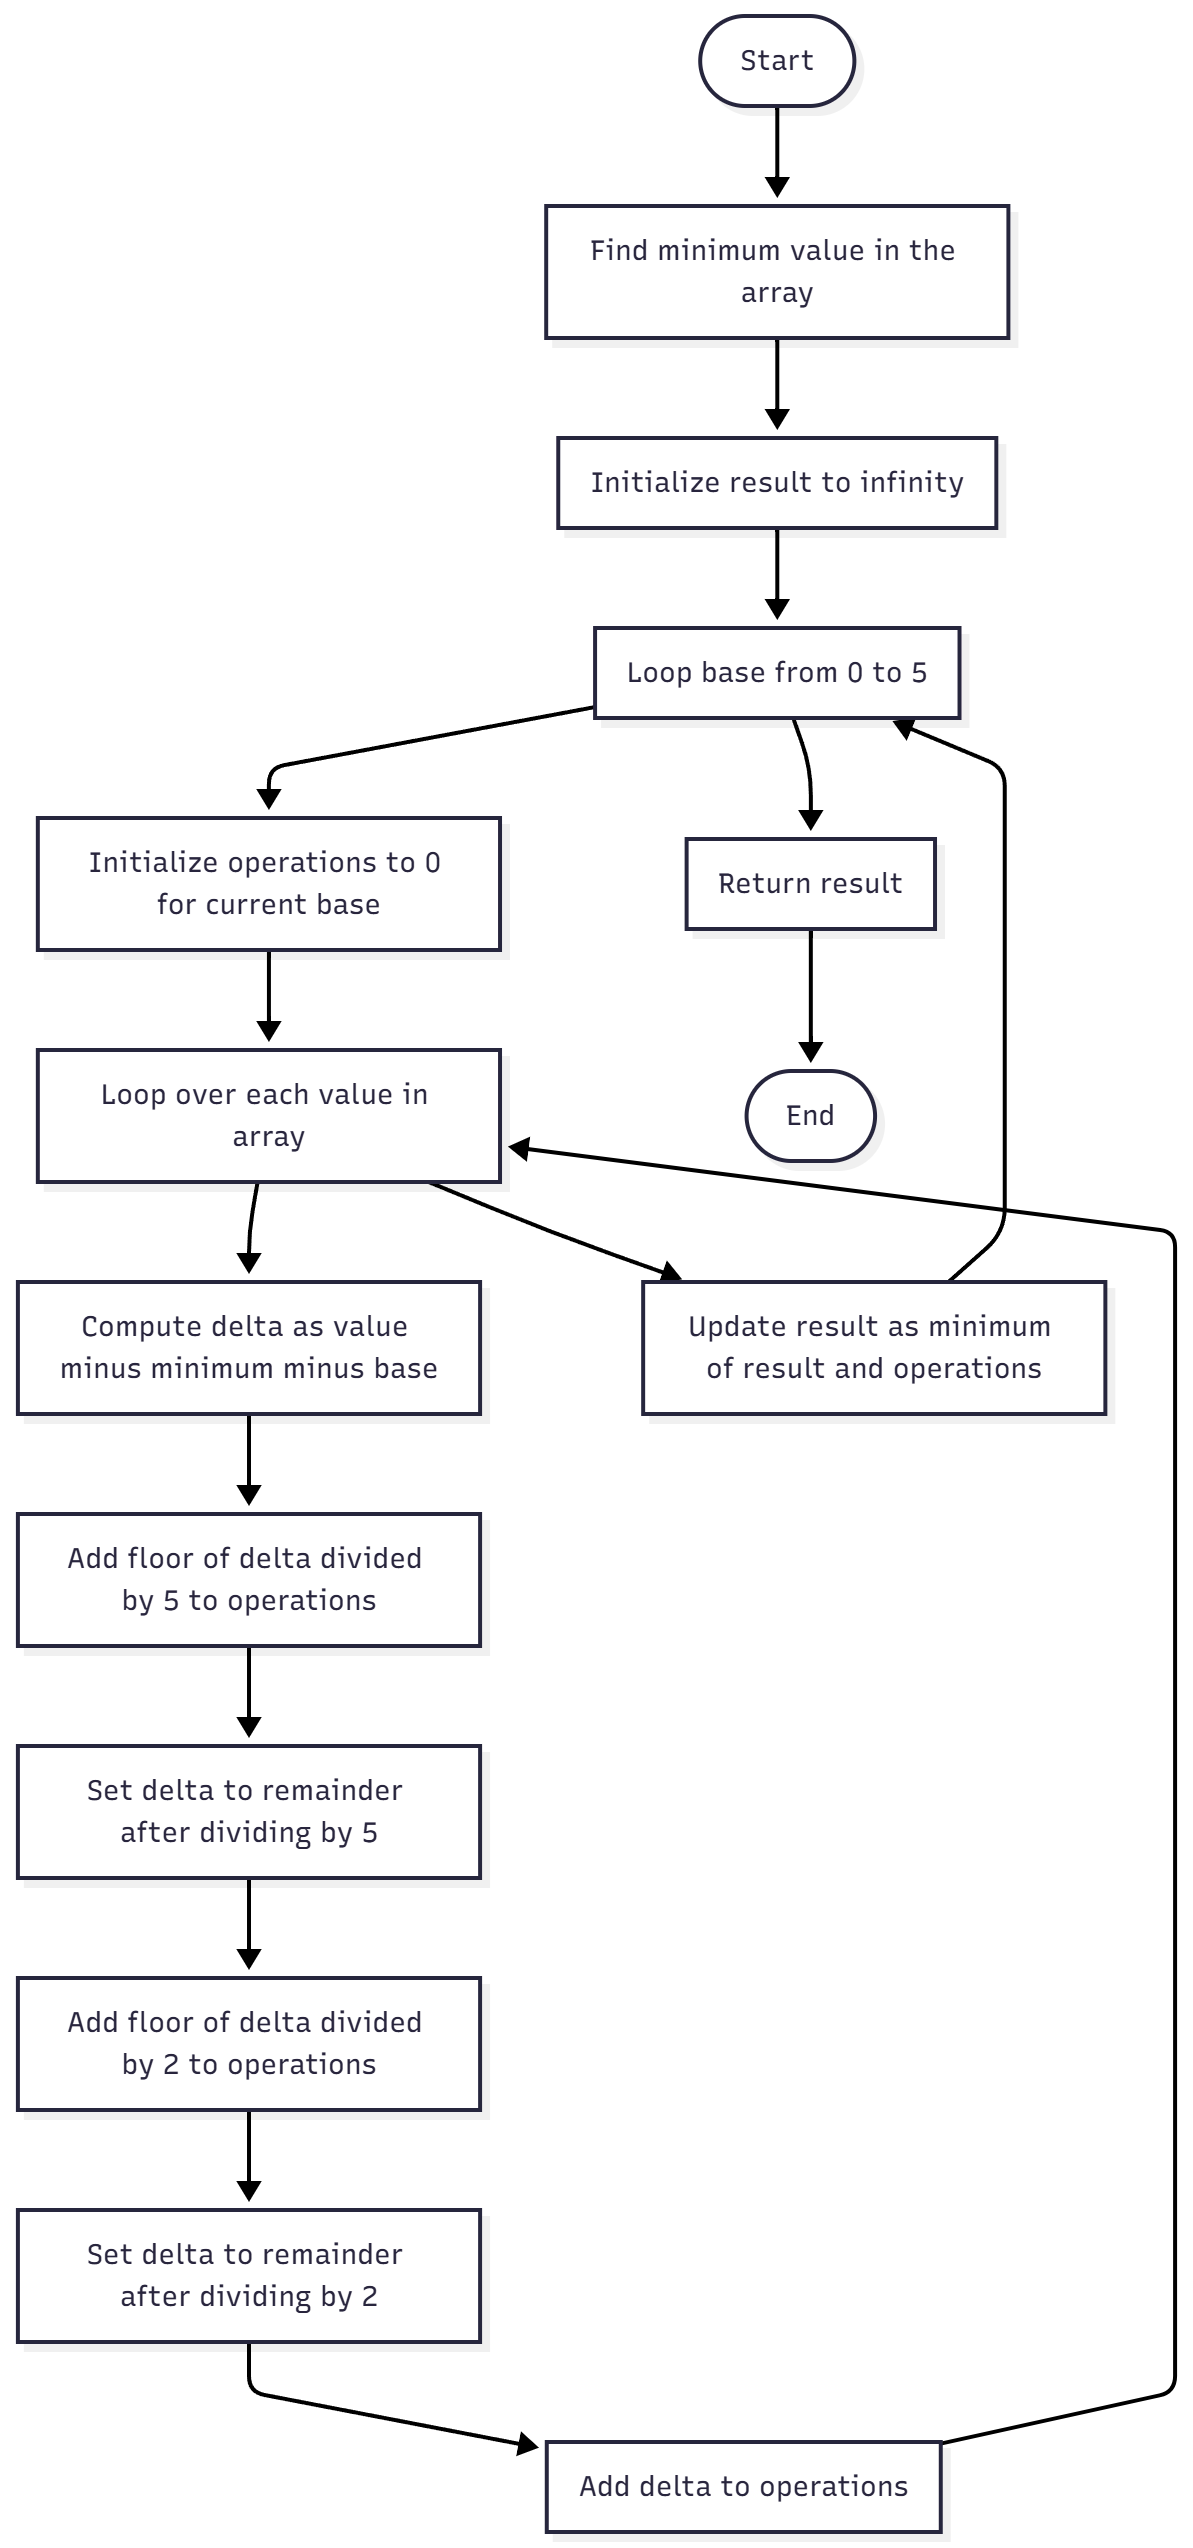 Start
Find minimum value in the
array
Initialize result to infinity
Loop base from 0 to 5
Initialize operations to 0
for current base
Return result
Loop over each value in
array
End
Compute delta as value
minus minimum minus base
Update result as minimum
of result and operations
Add floor of delta divided
by 5 to operations
Set delta to remainder
after dividing by 5
Add floor of delta divided
by 2 to operations
Set delta to remainder
after dividing by 2
Add delta to operations